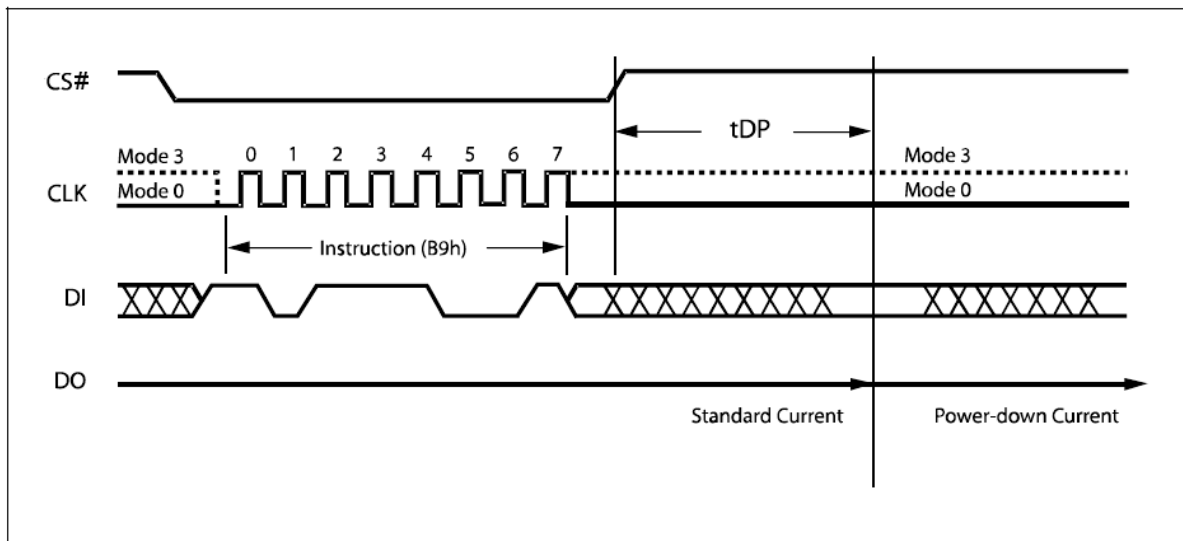 CS#
tDP
Mode 3 0 1 2 3 4 5 6 7 Mode 3
CLK
Mode 0 Mode 0
Instruction (B9h)
DI
DO
Standard Current Power-down Current